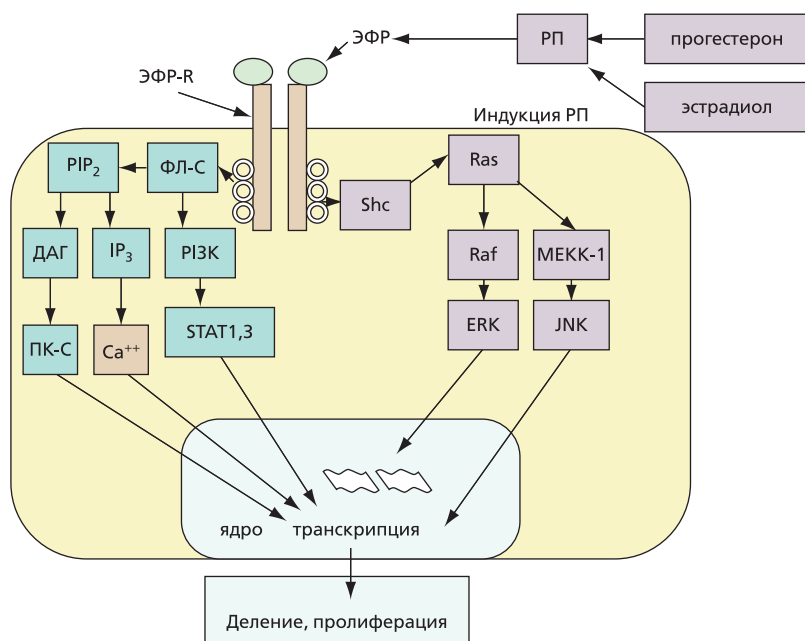 ЭФР
РП
прогестерон
ЭФР-R
эстрадиол
Индукция РП
PIP₂
ФЛ-С
Shc
Ras
ДАГ
IP₃
PI3К
Raf
МЕКК-1
ПК-С
Ca⁺⁺
STAT1,3
ERK
JNK
ядро
транскрипция
Деление, пролиферация